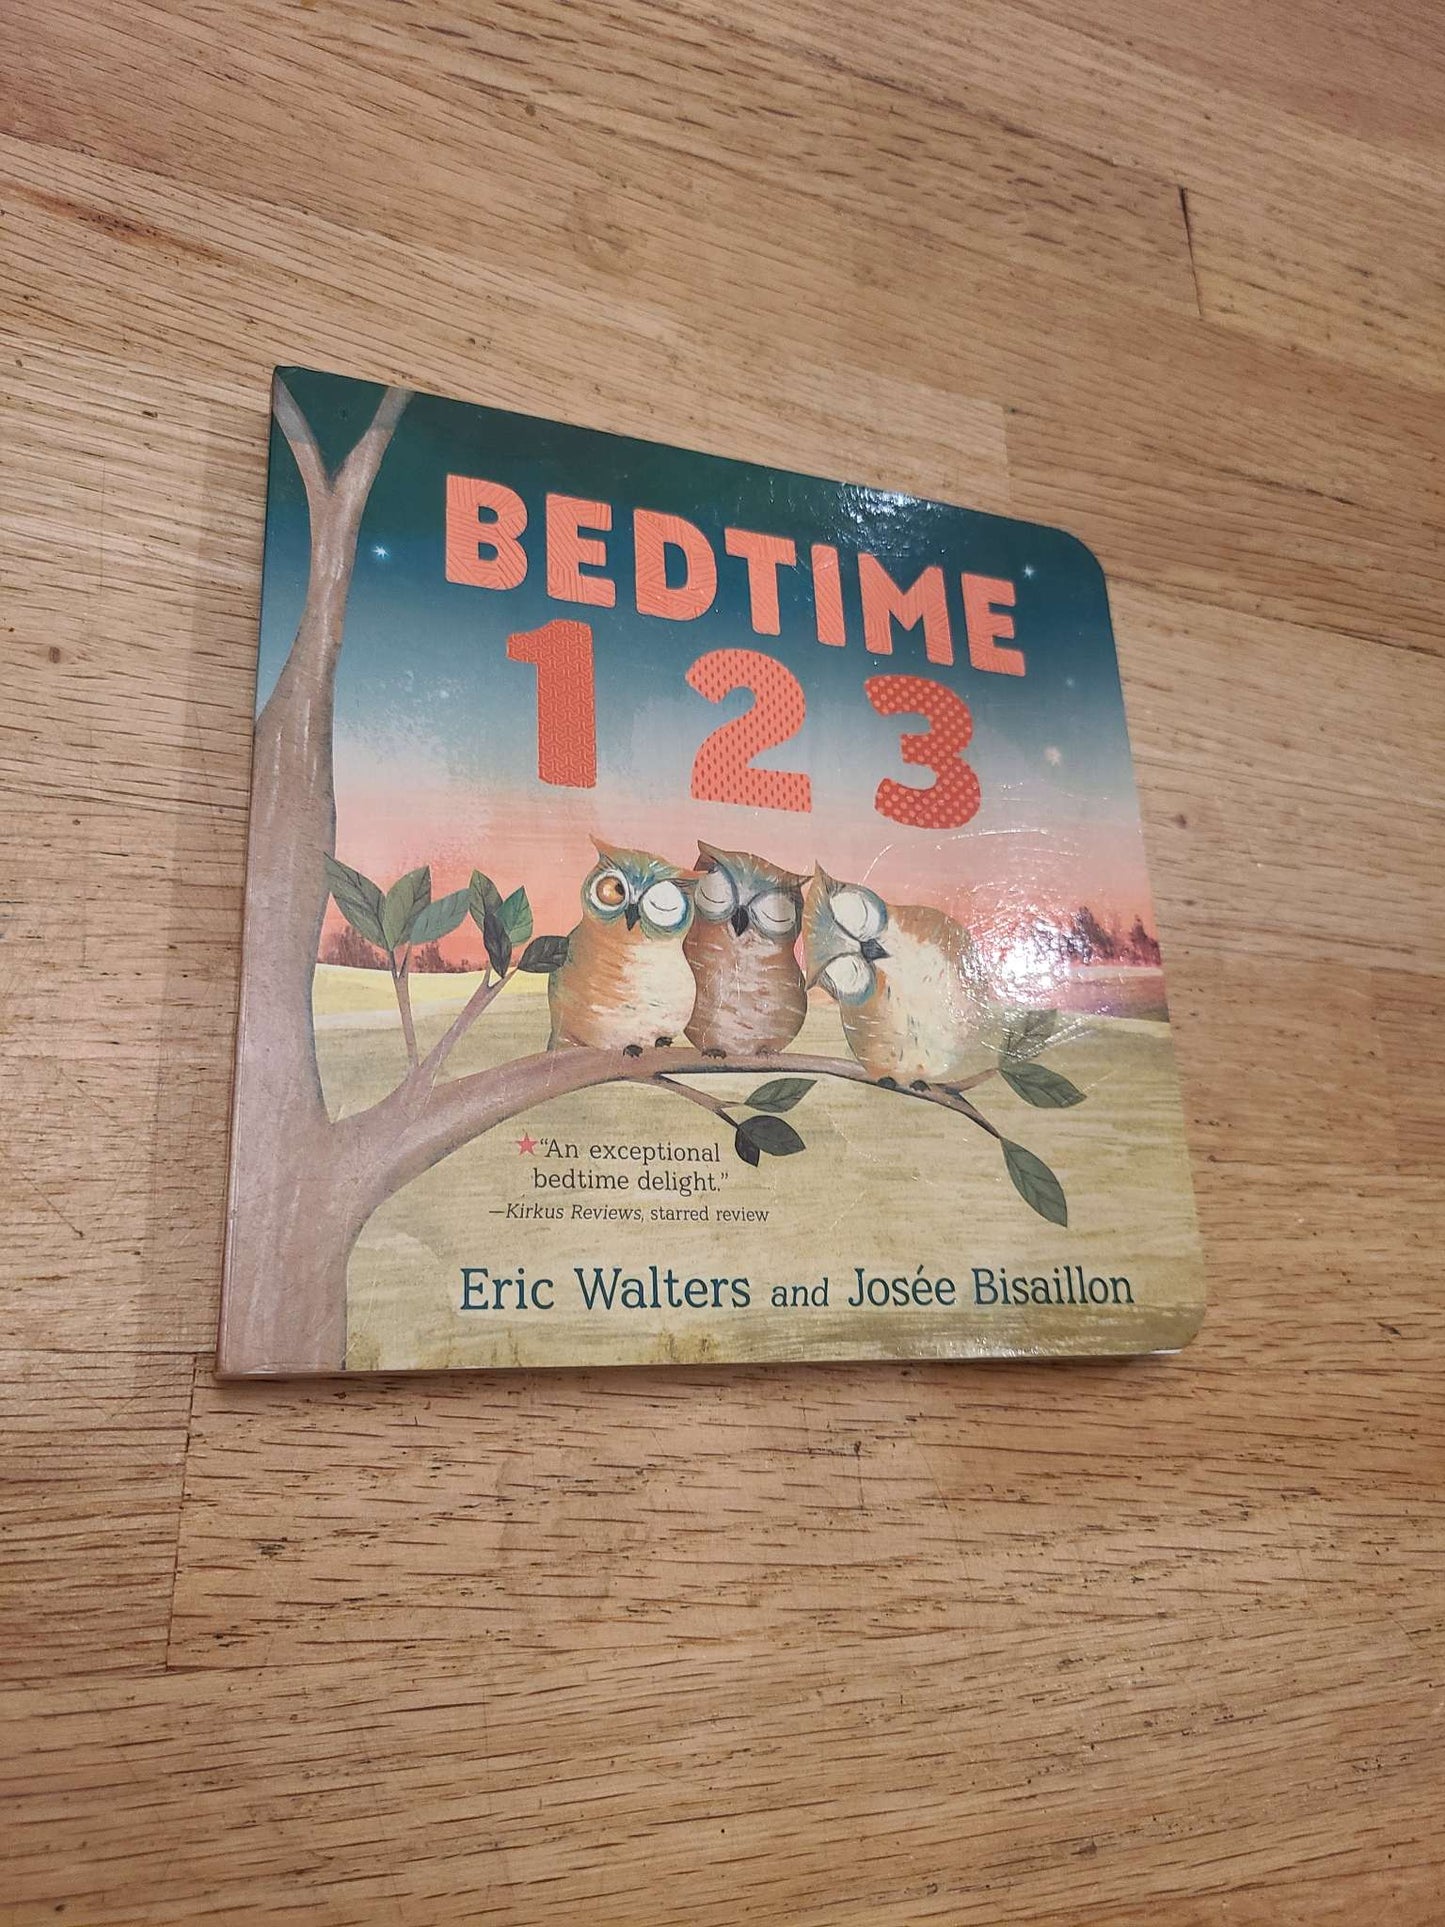 BEDTIME
1 2 3
“An exceptional
bedtime delight.”
—Kirkus Reviews, starred review
Eric Walters and Josée Bisaillon